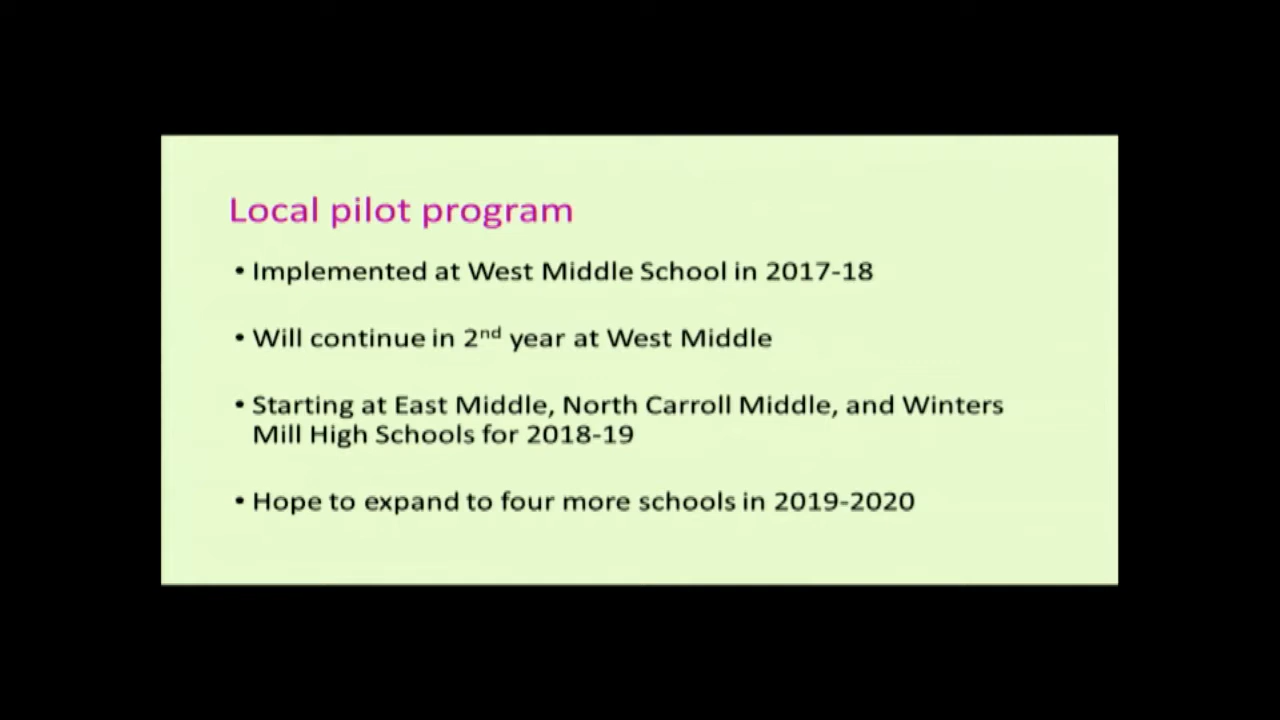 Local pilot program
• Implemented at West Middle School in 2017-18
• Will continue in 2nd year at West Middle
• Starting at East Middle, North Carroll Middle, and Winters
Mill High Schools for 2018-19
• Hope to expand to four more schools in 2019-2020